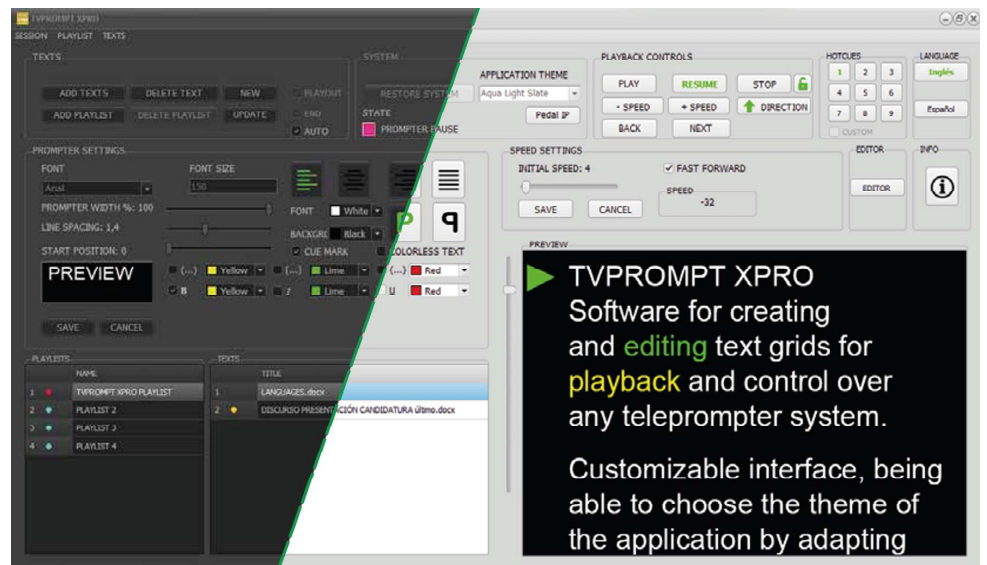 TVPROMPT XPRO
SESSION PLAYLIST TEXTS
TEXTS
ADD TEXTS DELETE TEXT NEW PLAYOUT
ADD PLAYLIST DELETE PLAYLIST UPDATE END
AUTO
SYSTEM
RESTORE SYSTEM
STATE
PROMPTER PAUSE
APPLICATION THEME
Aqua Light Slate
Pedal IP
PLAYBACK CONTROLS
PLAY RESUME STOP
- SPEED + SPEED DIRECTION
BACK NEXT
HOTCUES
1 2 3
4 5 6
7 8 9
CUSTOM
LANGUAGE
Inglés
Español
PROMPTER SETTINGS
FONT FONT SIZE
Arial 150
PROMPTER WIDTH %: 100 FONT White
LINE SPACING: 1,4 BACKGR Black
START POSITION: 0 CUE MARK COLORLESS TEXT
P P
PREVIEW
(...) Yellow (...) Lime (...) Red
B Yellow I Lime U Red
SAVE CANCEL
SPEED SETTINGS
INITIAL SPEED: 4 FAST FORWARD
SPEED
-32
SAVE CANCEL
EDITOR
EDITOR
INFO
i
PLAYLISTS
NAME
1 TVPROMPT XPRO PLAYLIST
2 PLAYLIST 2
3 PLAYLIST 3
4 PLAYLIST 4
TEXTS
TITLE
1 LANGUAGES.docx
2 DISCURSO PRESENTACIÓN CANDIDATURA últmo.docx
PREVIEW
TVPROMPT XPRO
Software for creating
and editing text grids for
playback and control over
any teleprompter system.
Customizable interface, being
able to choose the theme of
the application by adapting